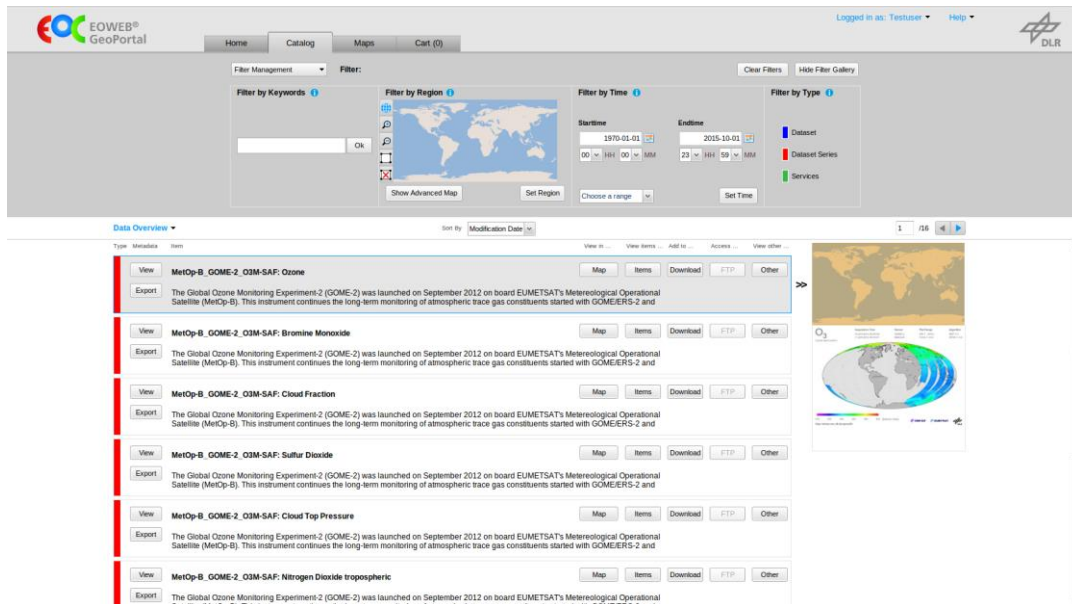 Logged in as: Testuser Help
EOC EOWEB®
GeoPortal
DLR
Home Catalog Maps Cart (0)
Filter Management Filter: Clear Filters Hide Filter Gallery
Filter by Keywords Filter by Region Filter by Time Filter by Type
Starttime Endtime
1970-01-01 2015-10-01
Dataset
Ok
00 HH 00 MM 23 HH 59 MM
Dataset Series
Services
Show Advanced Map Set Region Choose a range Set Time
Data Overview Sort By Modification Date 1 /16
Type Metadata Item View in ... View items ... Add to ... Access ... View other ...
View MetOp-B_GOME-2_O3M-SAF: Ozone Map Items Download FTP Other
>>
Export The Global Ozone Monitoring Experiment-2 (GOME-2) was launched on September 2012 on board EUMETSAT's Metereological Operational
Satellite (MetOp-B). This instrument continues the long-term monitoring of atmospheric trace gas constituents started with GOME/ERS-2 and
O3
View MetOp-B_GOME-2_O3M-SAF: Bromine Monoxide Map Items Download FTP Other
Export The Global Ozone Monitoring Experiment-2 (GOME-2) was launched on September 2012 on board EUMETSAT's Metereological Operational
Satellite (MetOp-B). This instrument continues the long-term monitoring of atmospheric trace gas constituents started with GOME/ERS-2 and
View MetOp-B_GOME-2_O3M-SAF: Cloud Fraction Map Items Download FTP Other
Export The Global Ozone Monitoring Experiment-2 (GOME-2) was launched on September 2012 on board EUMETSAT's Metereological Operational
Satellite (MetOp-B). This instrument continues the long-term monitoring of atmospheric trace gas constituents started with GOME/ERS-2 and
View MetOp-B_GOME-2_O3M-SAF: Sulfur Dioxide Map Items Download FTP Other
Export The Global Ozone Monitoring Experiment-2 (GOME-2) was launched on September 2012 on board EUMETSAT's Metereological Operational
Satellite (MetOp-B). This instrument continues the long-term monitoring of atmospheric trace gas constituents started with GOME/ERS-2 and
View MetOp-B_GOME-2_O3M-SAF: Cloud Top Pressure Map Items Download FTP Other
Export The Global Ozone Monitoring Experiment-2 (GOME-2) was launched on September 2012 on board EUMETSAT's Metereological Operational
Satellite (MetOp-B). This instrument continues the long-term monitoring of atmospheric trace gas constituents started with GOME/ERS-2 and
View MetOp-B_GOME-2_O3M-SAF: Nitrogen Dioxide tropospheric Map Items Download FTP Other
Export The Global Ozone Monitoring Experiment-2 (GOME-2) was launched on September 2012 on board EUMETSAT's Metereological Operational